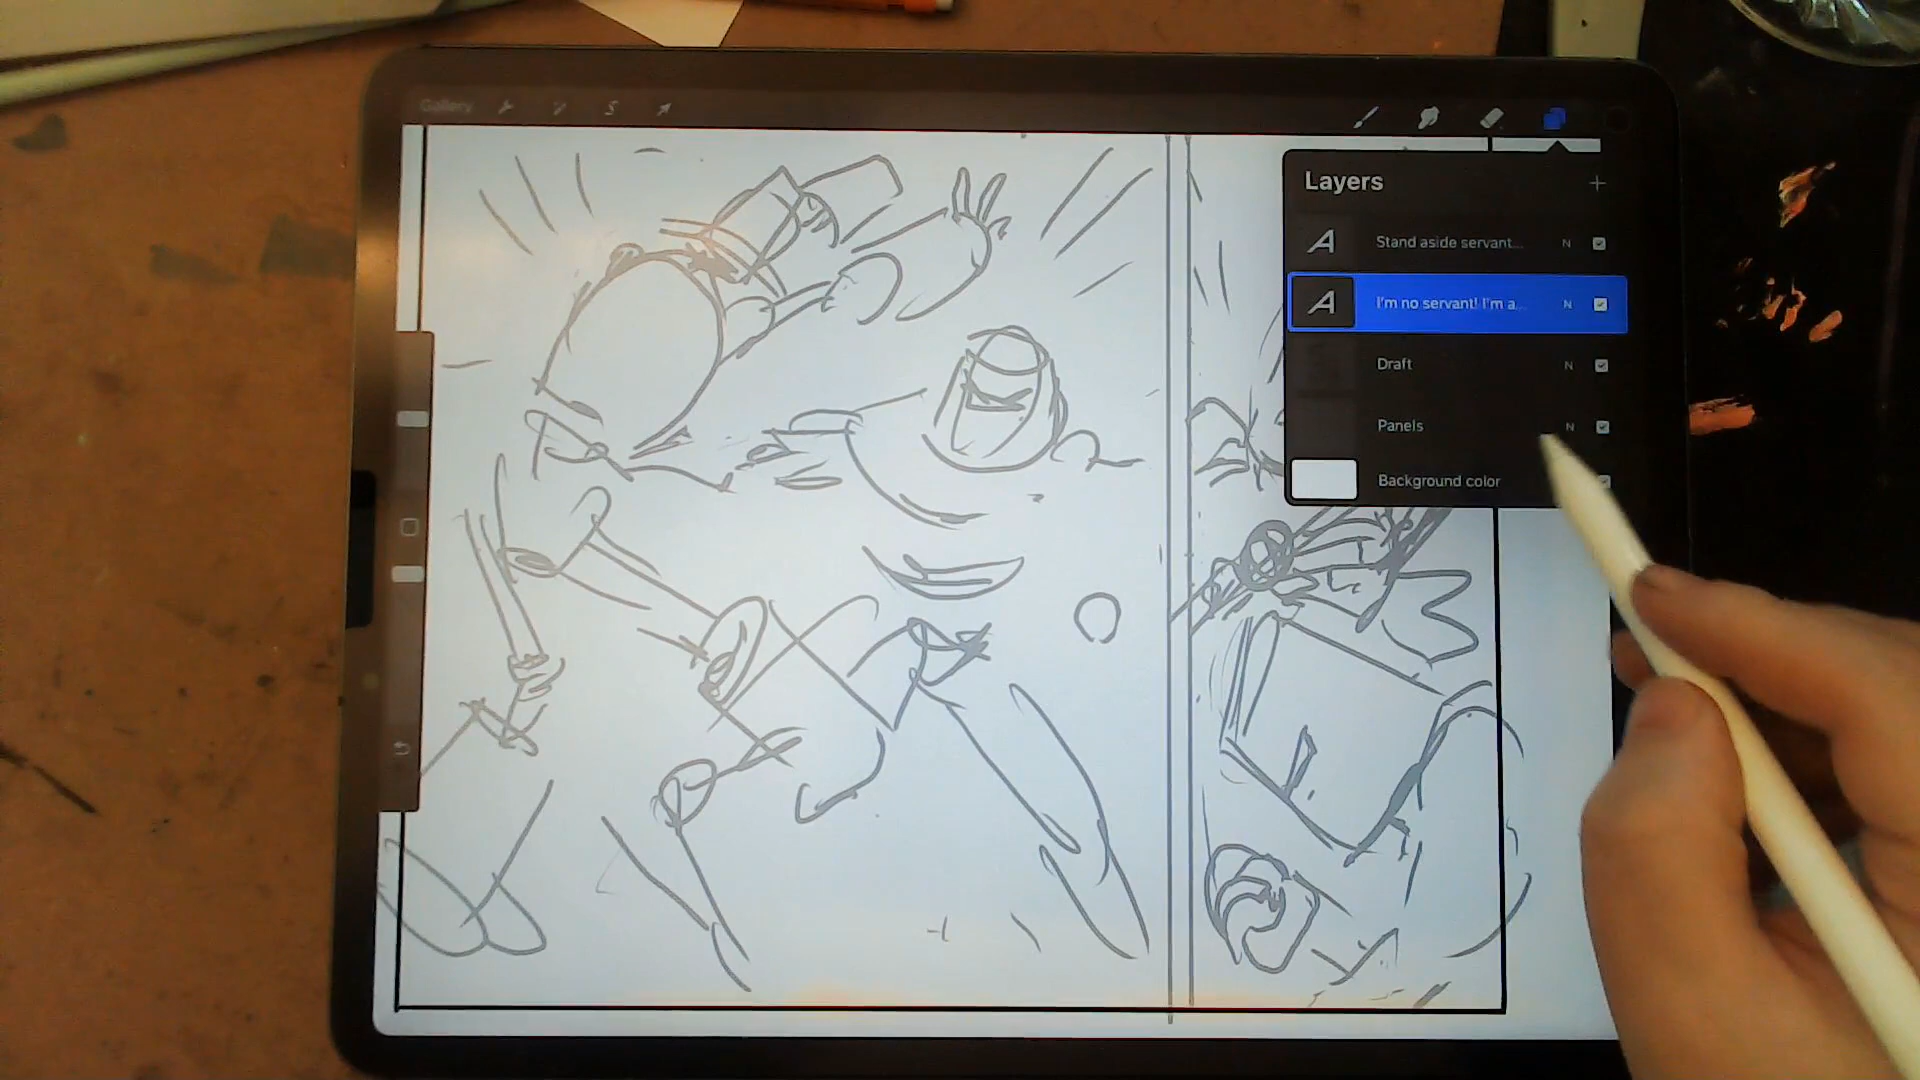 Gallery
Layers
Stand aside servant... N
I'm no servant! I'm a... N
Draft N
Panels N
Background color